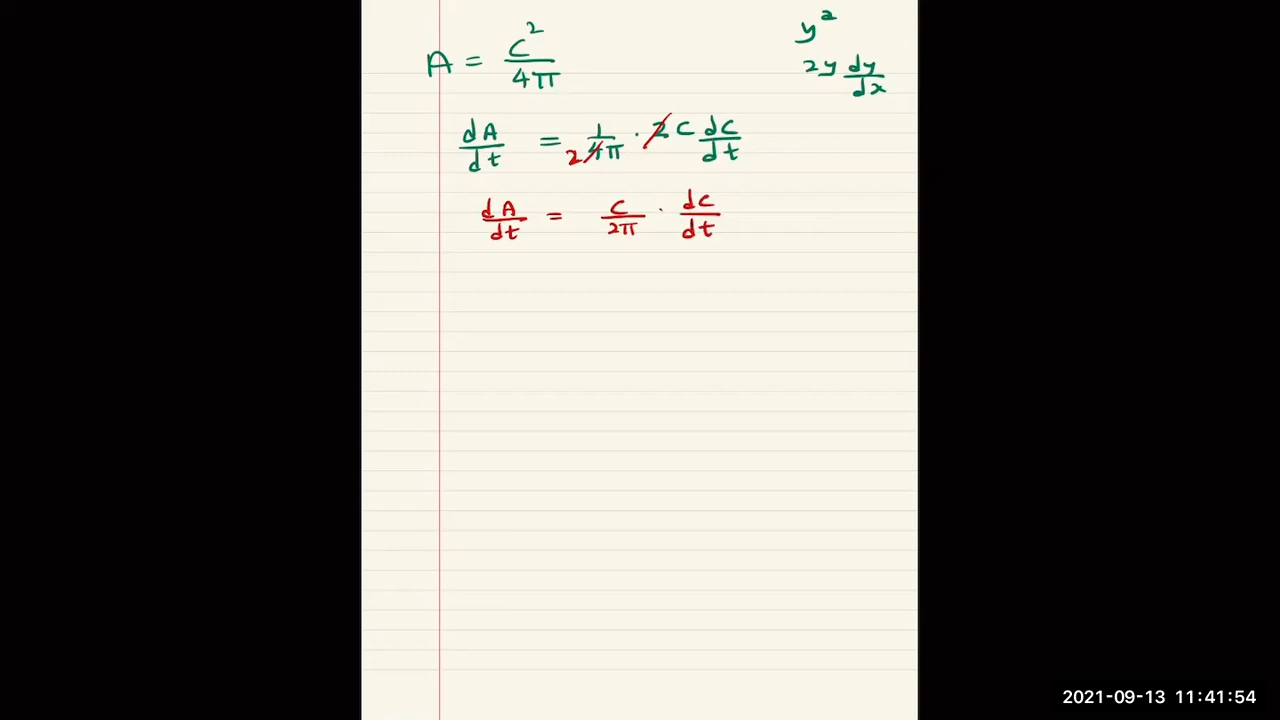 A = C²/4π
dA/dt = 1/4π · 2C dC/dt
2
dA/dt = C/2π · dC/dt
y²
2y dy/dx
2021-09-13 11:41:54